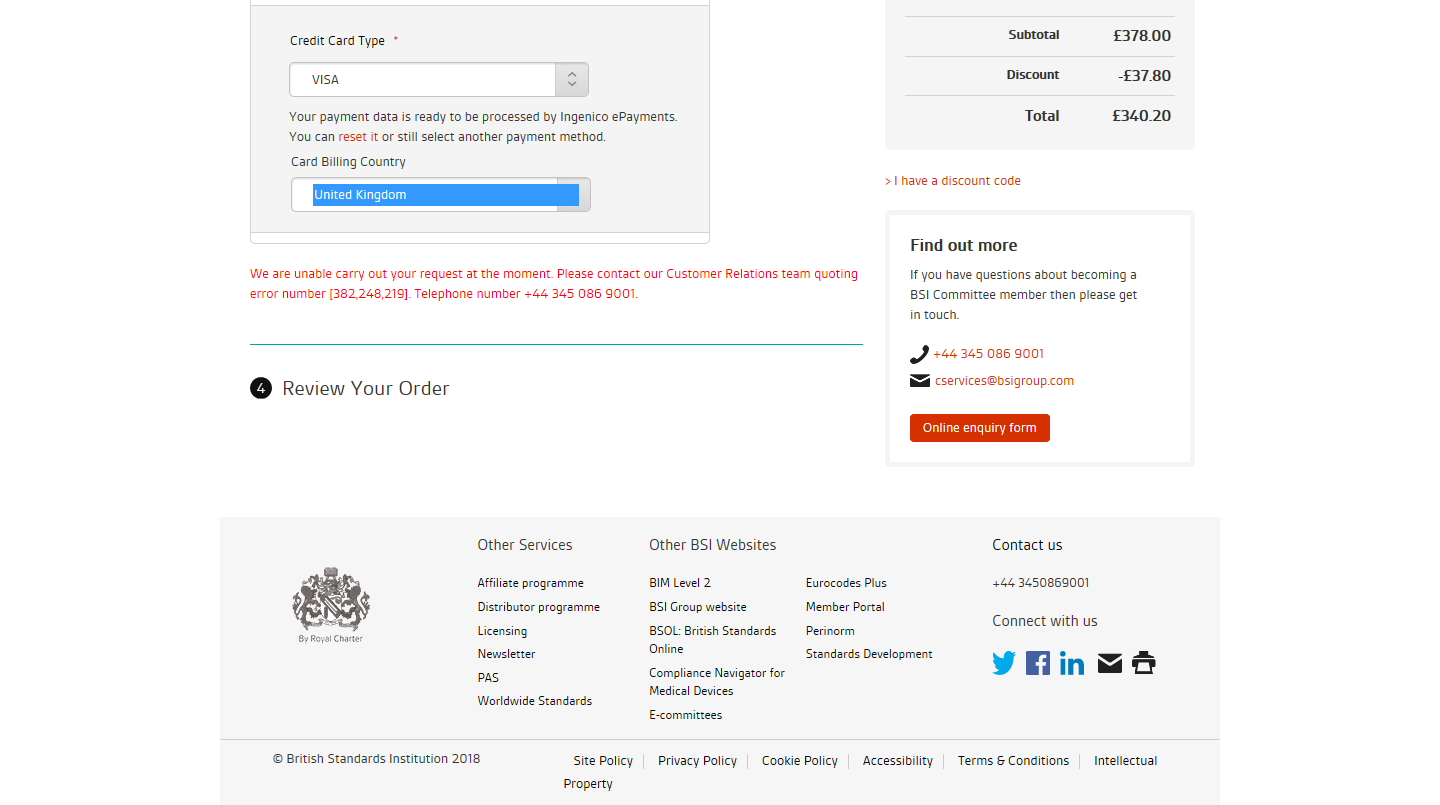 Credit Card Type *
VISA
Your payment data is ready to be processed by Ingenico ePayments.
You can reset it or still select another payment method.
Card Billing Country
United Kingdom
We are unable carry out your request at the moment. Please contact our Customer Relations team quoting
error number [382,248,219]. Telephone number +44 345 086 9001.
4 Review Your Order
Subtotal £378.00
Discount -£37.80
Total £340.20
> I have a discount code
Find out more
If you have questions about becoming a
BSI Committee member then please get
in touch.
+44 345 086 9001
cservices@bsigroup.com
Online enquiry form
By Royal Charter
Other Services
Affiliate programme
Distributor programme
Licensing
Newsletter
PAS
Worldwide Standards
Other BSI Websites
BIM Level 2
BSI Group website
BSOL: British Standards
Online
Compliance Navigator for
Medical Devices
E-committees
Eurocodes Plus
Member Portal
Perinorm
Standards Development
Contact us
+44 3450869001
Connect with us
© British Standards Institution 2018
Site Policy Privacy Policy Cookie Policy Accessibility Terms & Conditions Intellectual
Property